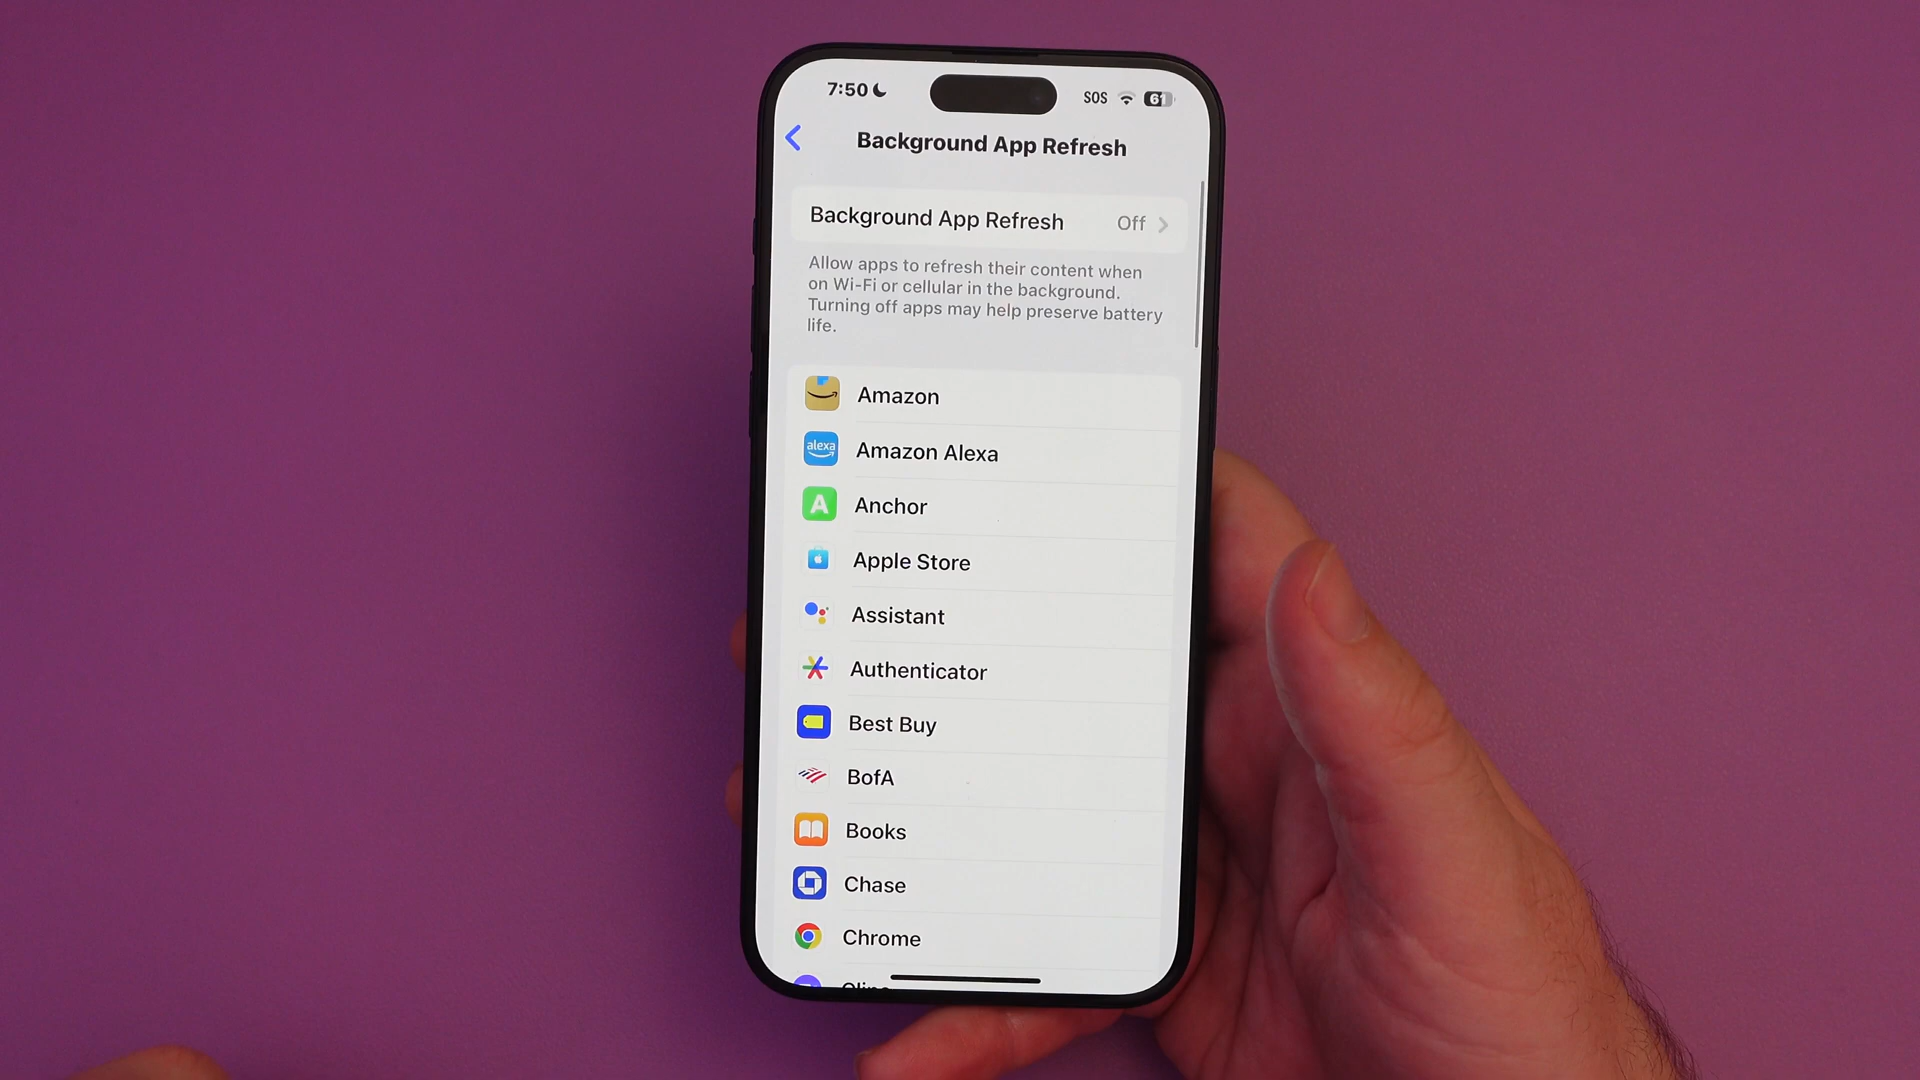 7:50
SOS
61
Background App Refresh
Background App Refresh Off
Allow apps to refresh their content when
on Wi-Fi or cellular in the background.
Turning off apps may help preserve battery
life.
Amazon
alexa
Amazon Alexa
A
Anchor
Apple Store
Assistant
Authenticator
Best Buy
BofA
Books
Chase
Chrome